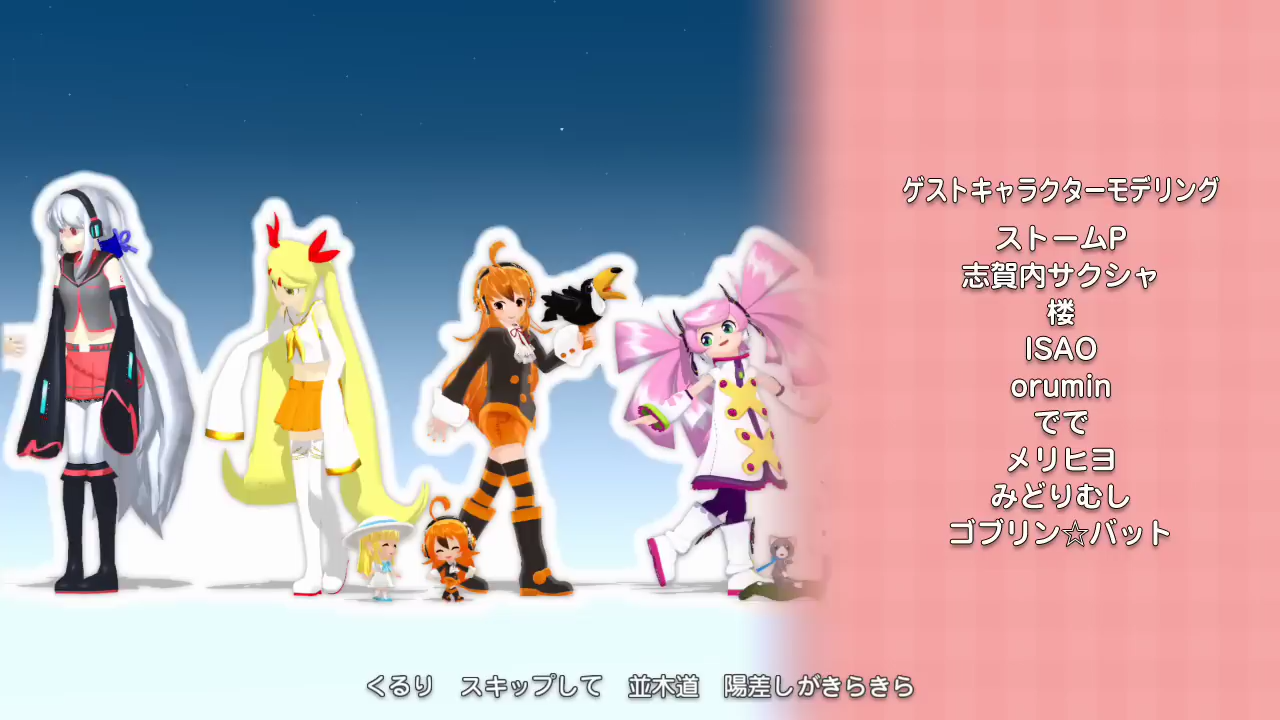 ゲストキャラクターモデリング
ストームP
志賀内サクシャ
楼
ISAO
orumin
でで
メリヒヨ
みどりむし
ゴブリン☆バット
くるり　スキップして　並木道　陽差しがきらきら